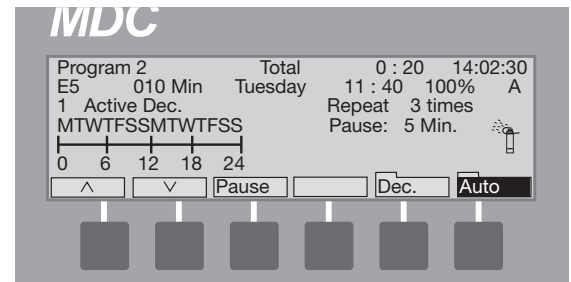 MDC
Program 2 Total 0 : 20 14:02:30
E5 010 Min Tuesday 11 : 40 100% A
1 Active Dec. Repeat 3 times
MTWTFSSMTWTFSS Pause: 5 Min.
0 6 12 18 24
Pause Dec. Auto